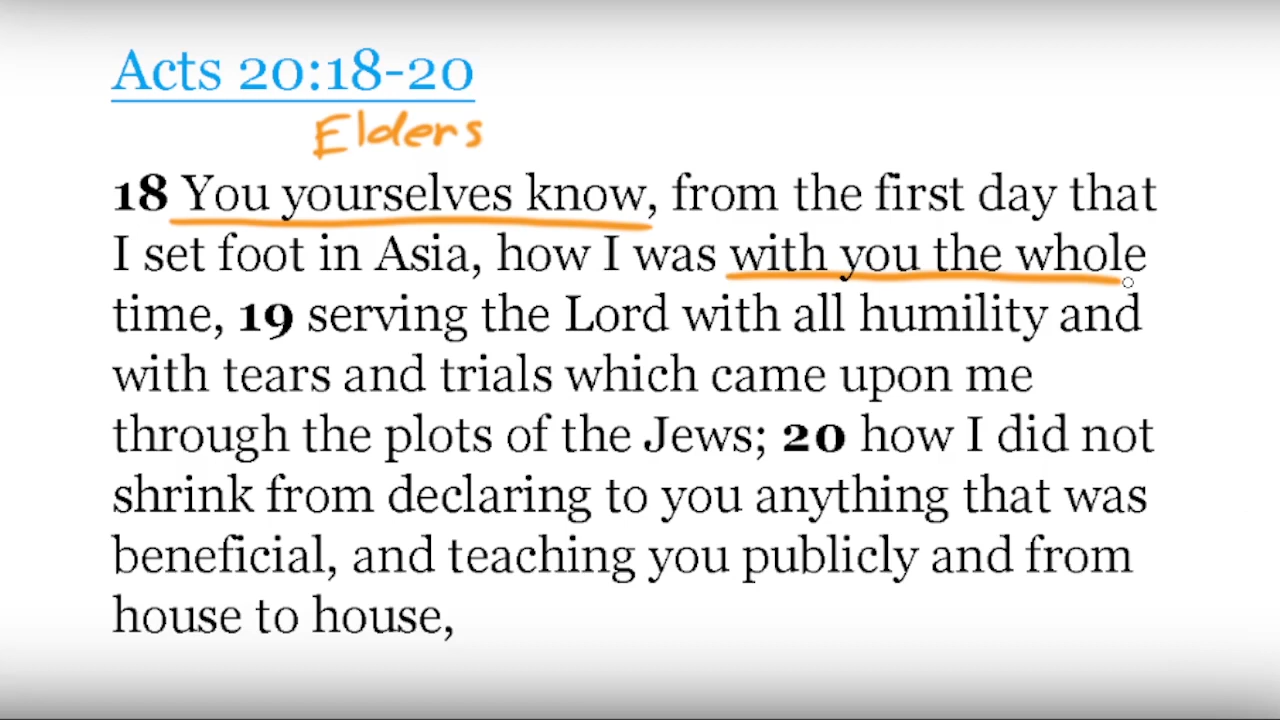 Acts 20:18-20
Elders
18 You yourselves know, from the first day that
I set foot in Asia, how I was with you the whole
time, 19 serving the Lord with all humility and
with tears and trials which came upon me
through the plots of the Jews; 20 how I did not
shrink from declaring to you anything that was
beneficial, and teaching you publicly and from
house to house,